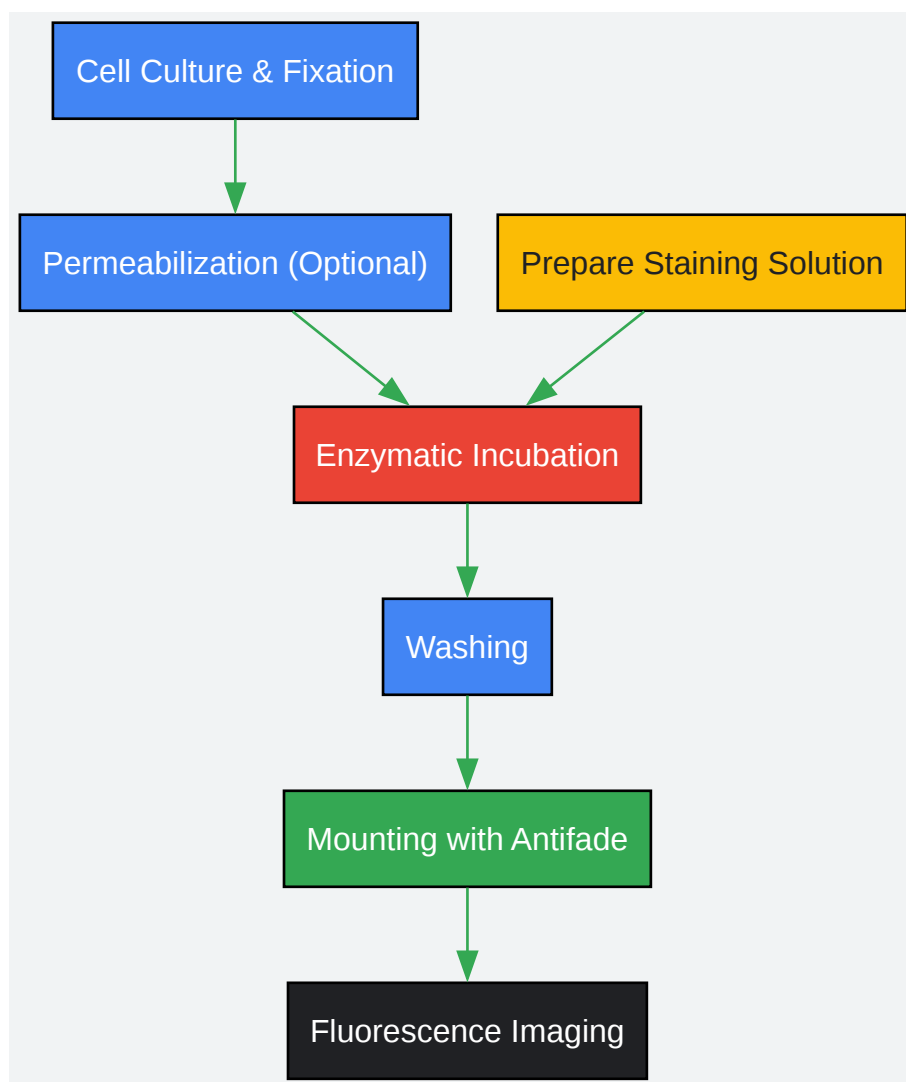 Cell Culture & Fixation
Permeabilization (Optional)
Prepare Staining Solution
Enzymatic Incubation
Washing
Mounting with Antifade
Fluorescence Imaging